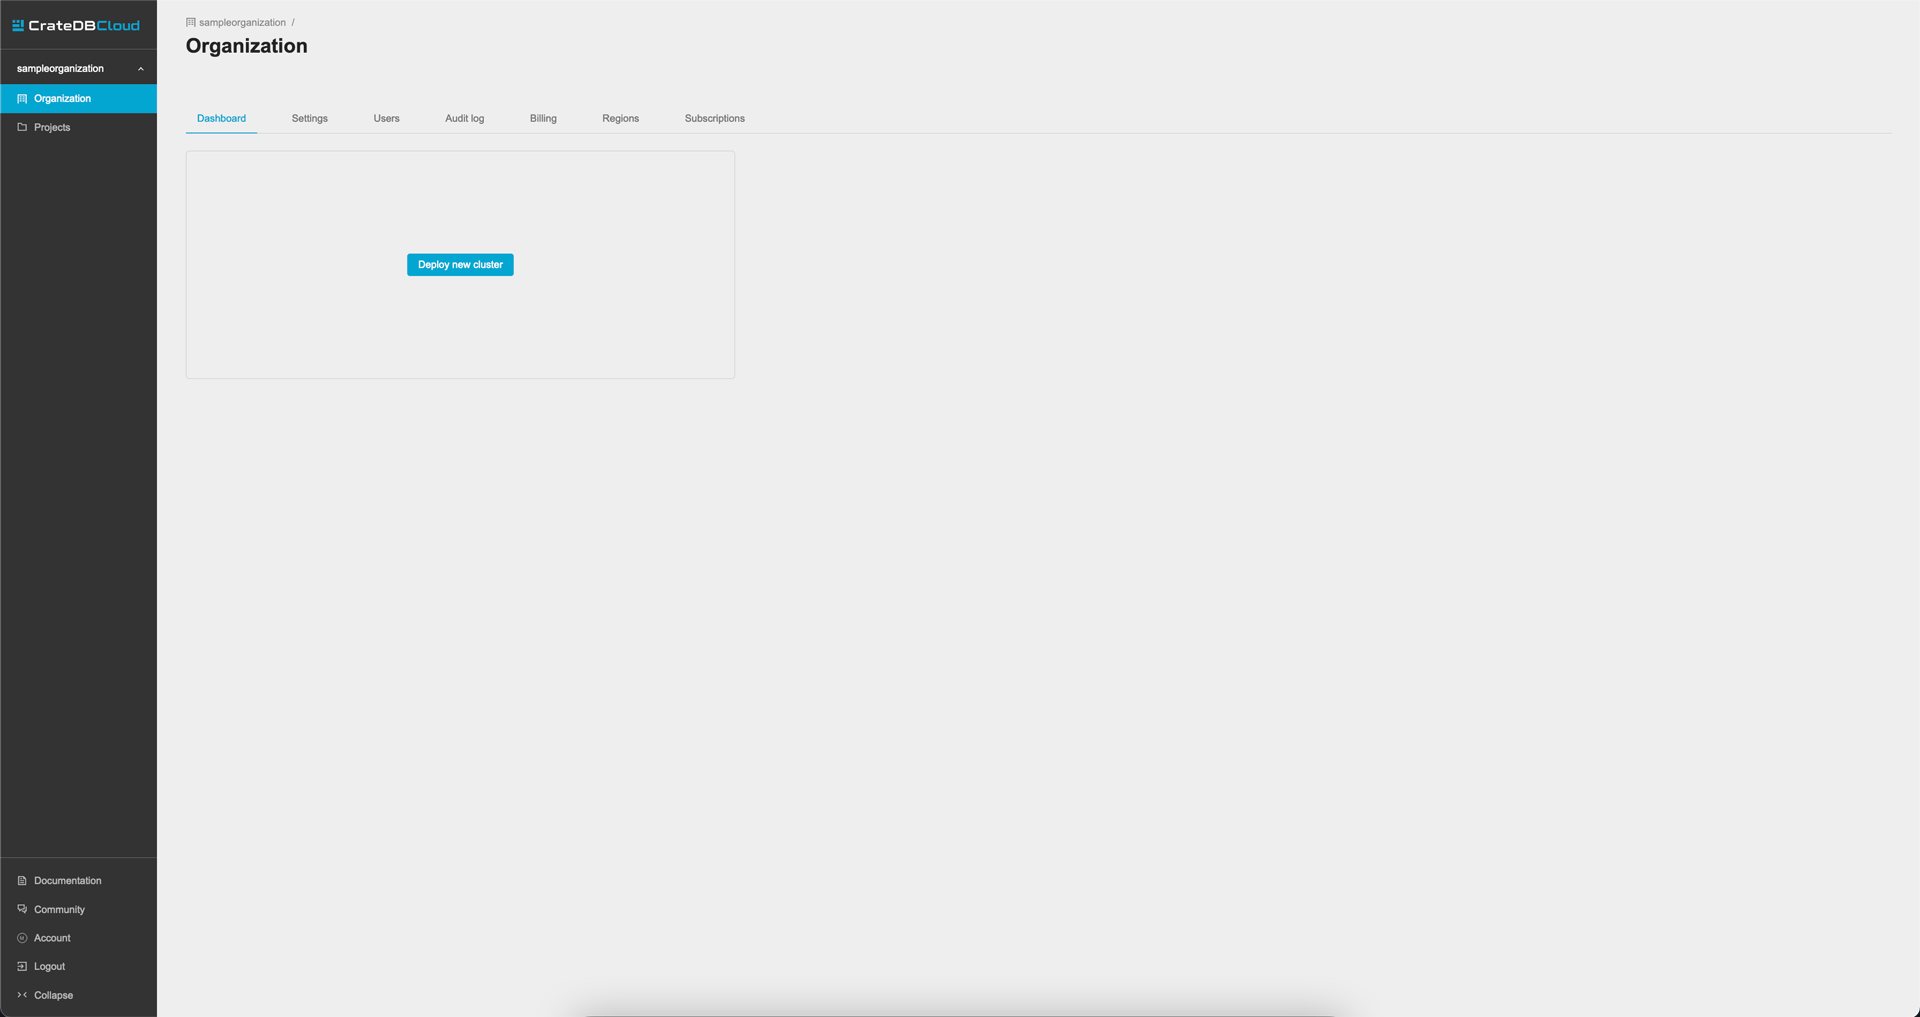 CrateDBCloud
sampleorganization
Organization
Projects
Documentation
Community
Account
Logout
Collapse
sampleorganization /
Organization
Dashboard Settings Users Audit log Billing Regions Subscriptions
Deploy new cluster